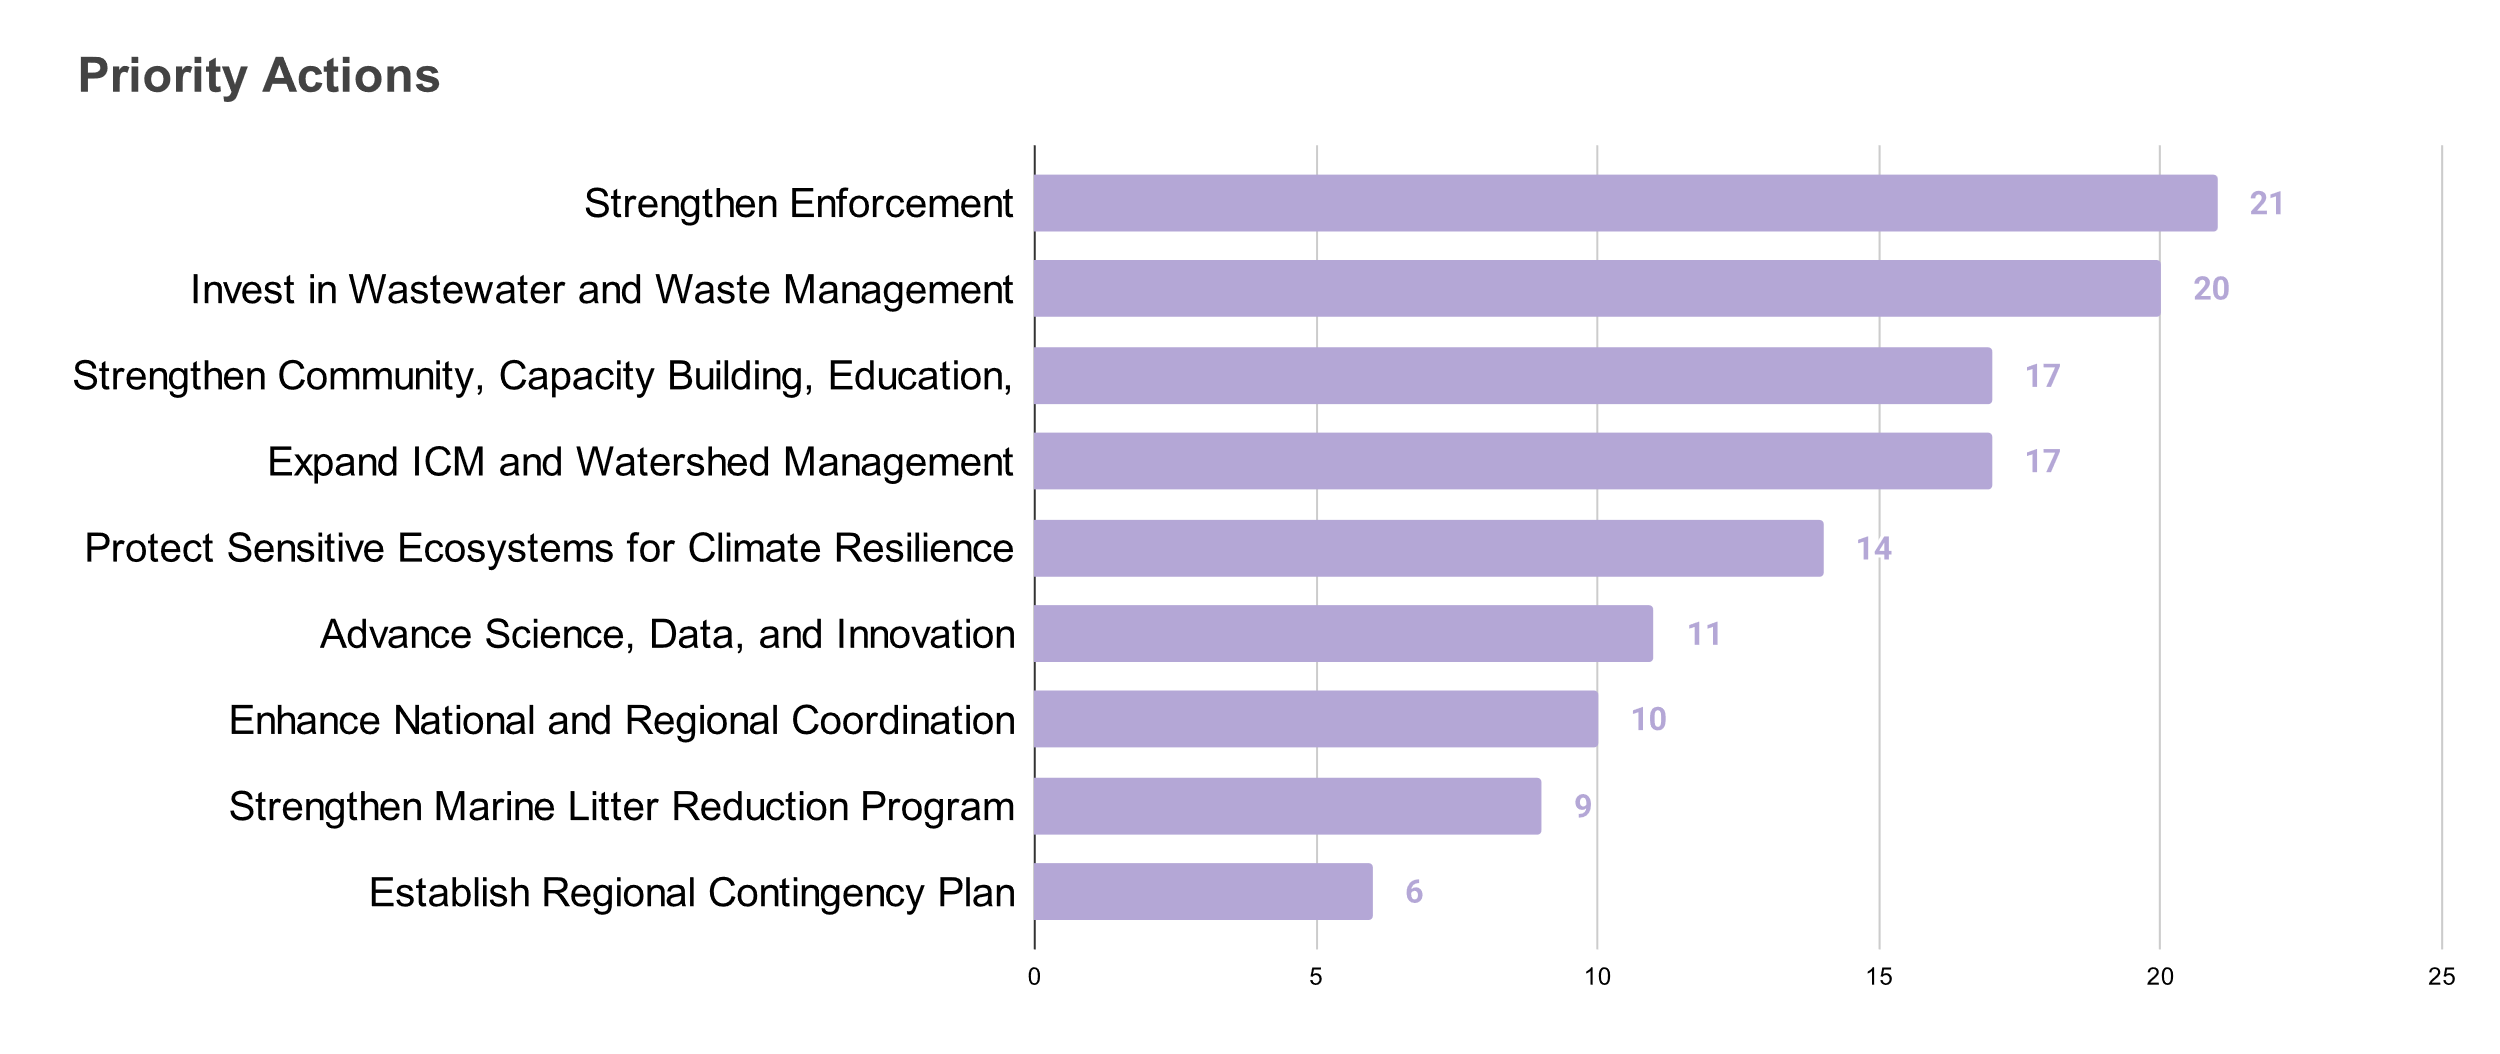 Priority Actions
Strengthen Enforcement 21
Invest in Wastewater and Waste Management 20
Strengthen Community, Capacity Building, Education, 17
Expand ICM and Watershed Management 17
Protect Sensitive Ecosystems for Climate Resilience 14
Advance Science, Data, and Innovation 11
Enhance National and Regional Coordination 10
Strengthen Marine Litter Reduction Program 9
Establish Regional Contingency Plan 6
0 5 10 15 20 25